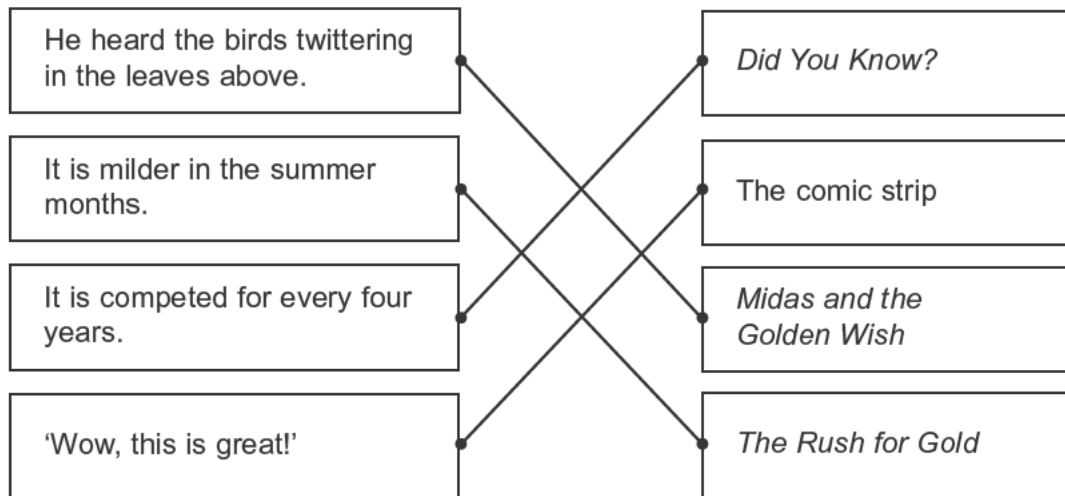 He heard the birds twittering
in the leaves above.
Did You Know?
It is milder in the summer
months.
The comic strip
It is competed for every four
years.
Midas and the
Golden Wish
‘Wow, this is great!’
The Rush for Gold